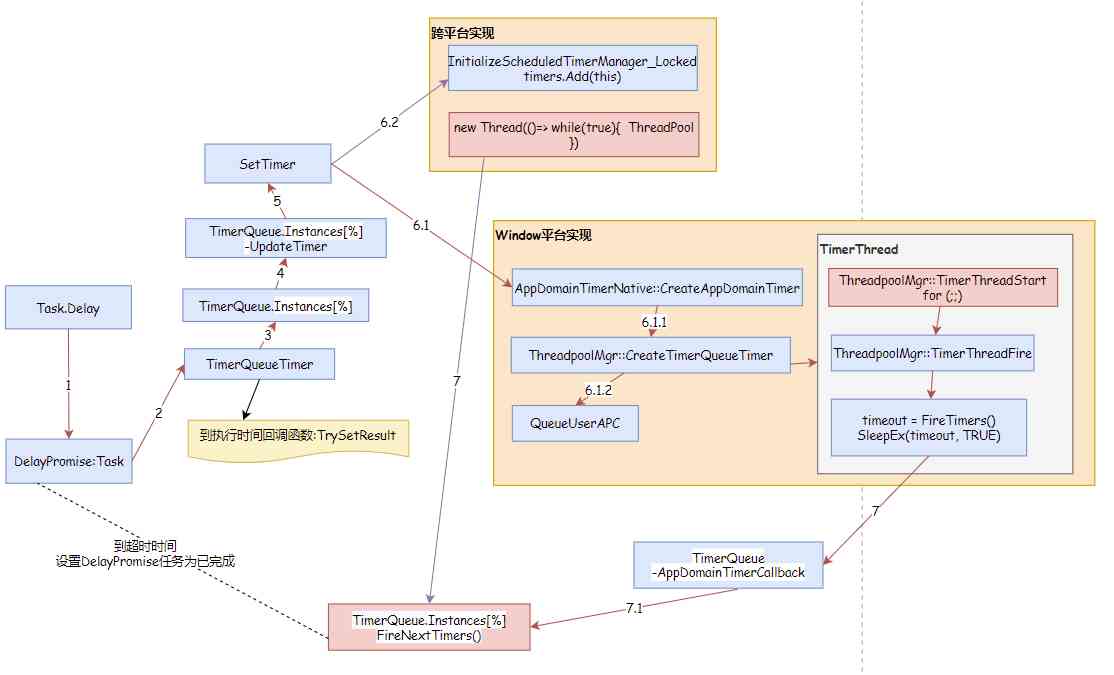 跨平台实现
InitializeScheduledTimerManager_Locked
timers.Add(this)
new Thread(()=> while(true){  ThreadPool
})
6.2
SetTimer
5
6.1
TimerQueue.Instances[%]
-UpdateTimer
4
TimerQueue.Instances[%]
3
TimerQueueTimer
Task.Delay
1
2
DelayPromise:Task
到执行时间回调函数:TrySetResult
Window平台实现
AppDomainTimerNative::CreateAppDomainTimer
6.1.1
ThreadpoolMgr::CreateTimerQueueTimer
6.1.2
QueueUserAPC
TimerThread
ThreadpoolMgr::TimerThreadStart
for (;;)
ThreadpoolMgr::TimerThreadFire
timeout = FireTimers()
SleepEx(timeout, TRUE)
7
7
TimerQueue
-AppDomainTimerCallback
7.1
到超时时间
设置DelayPromise任务为已完成
TimerQueue.Instances[%]
FireNextTimers()